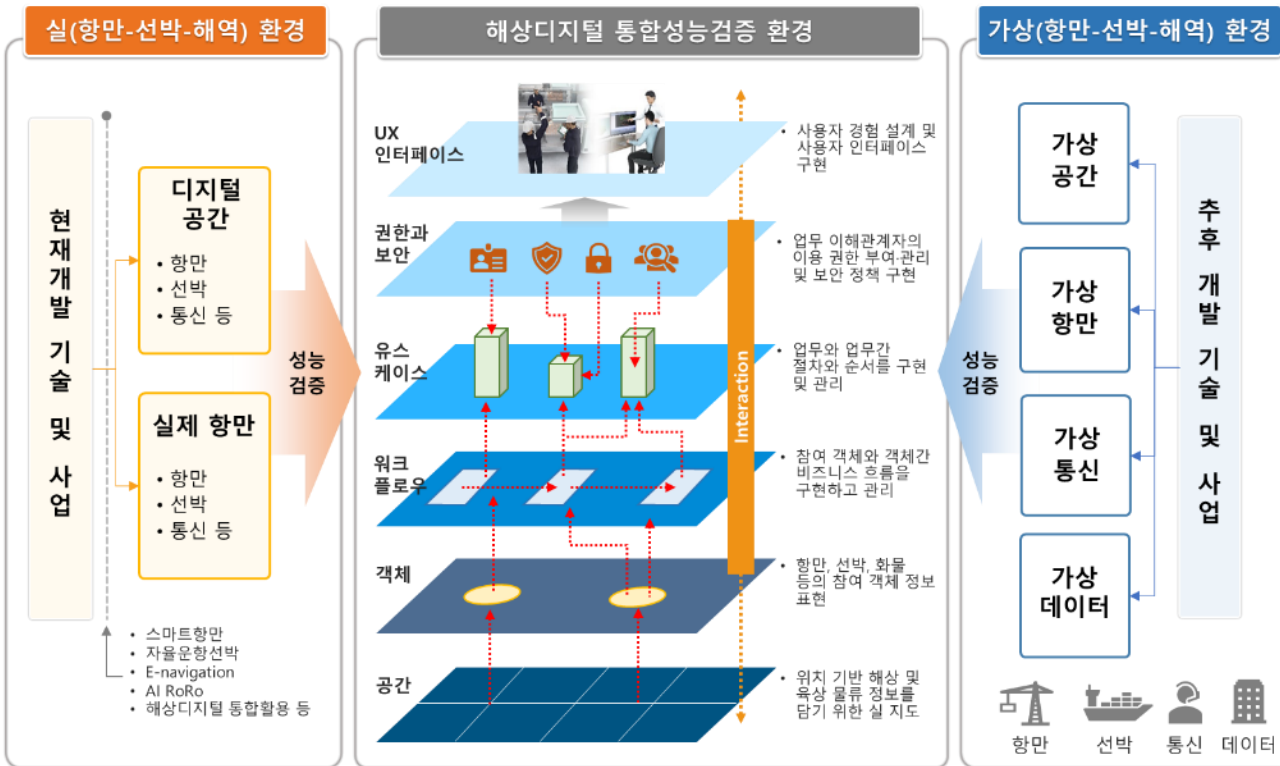 실(항만-선박-해역) 환경
현재개발 기술 및 사업
디지털
공간
• 항만
• 선박
• 통신 등
실제 항만
• 항만
• 선박
• 통신 등
성능
검증
• 스마트항만
• 자율운항선박
• E-navigation
• AI RoRo
• 해상디지털 통합활용 등
해상디지털 통합성능검증 환경
UX
인터페이스
• 사용자 경험 설계 및
사용자 인터페이스
구현
권한과
보안
• 업무 이해관계자의
이용 권한 부여·관리
및 보안 정책 구현
유스
케이스
• 업무와 업무간
절차와 순서를 구현
및 관리
워크
플로우
• 참여 객체와 객체간
비즈니스 흐름을
구현하고 관리
객체
• 항만, 선박, 화물
등의 참여 객체 정보
표현
공간
• 위치 기반 해상 및
육상 물류 정보를
담기 위한 실 지도
Interaction
가상(항만-선박-해역) 환경
성능
검증
가상
공간
가상
항만
가상
통신
가상
데이터
추후 개발 기술 및 사업
항만 선박 통신 데이터